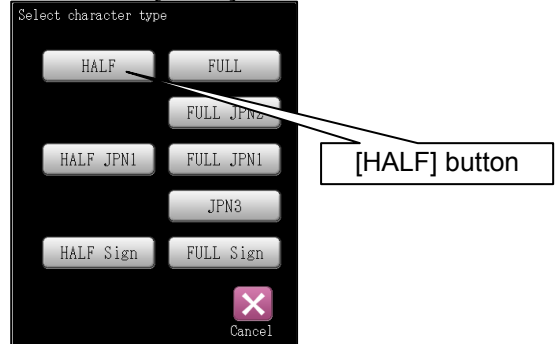 Select character type
HALF FULL
FULL JPN2
[HALF] button
HALF JPN1 FULL JPN1
JPN3
HALF Sign FULL Sign
Cancel